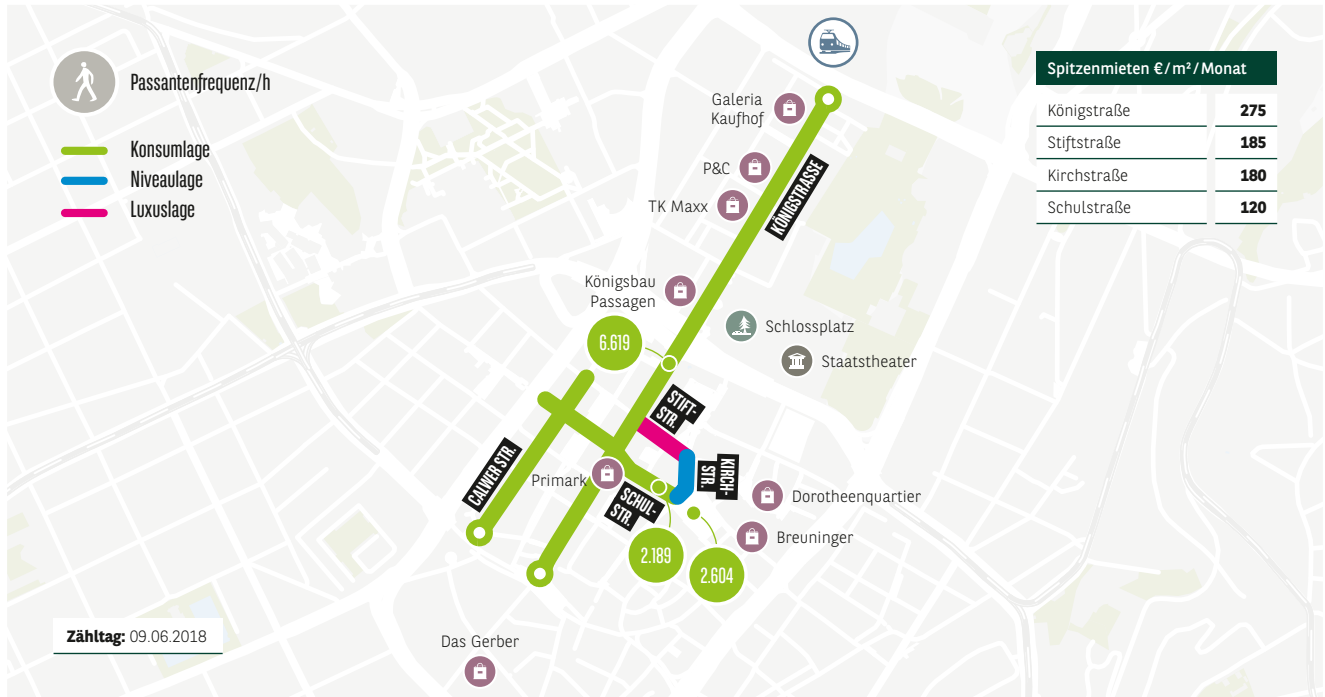 Passantenfrequenz/h
Konsumlage
Niveaulage
Luxuslage
Galeria
Kaufhof
P&C
TK Maxx
KÖNIGSTRASSE
Königsbau
Passagen
6.619
Schlossplatz
Staatstheater
STIFT-
STR.
CALWER STR.
Primark
SCHUL-
STR.
KIRCH-
STR.
Dorotheenquartier
Breuninger
2.189
2.604
Das Gerber
Zähltag: 09.06.2018
Spitzenmieten €/m²/Monat
Königstraße 275
Stiftstraße 185
Kirchstraße 180
Schulstraße 120